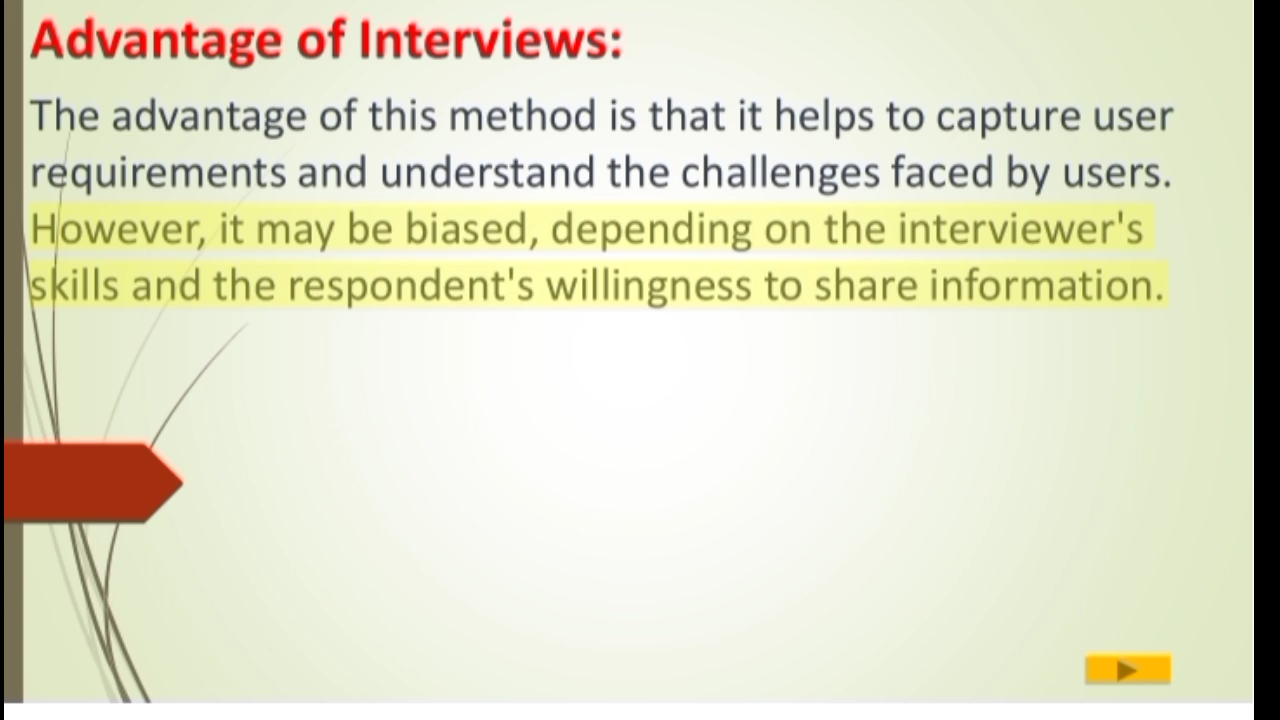 Advantage of Interviews:
The advantage of this method is that it helps to capture user
requirements and understand the challenges faced by users.
However, it may be biased, depending on the interviewer's
skills and the respondent's willingness to share information.